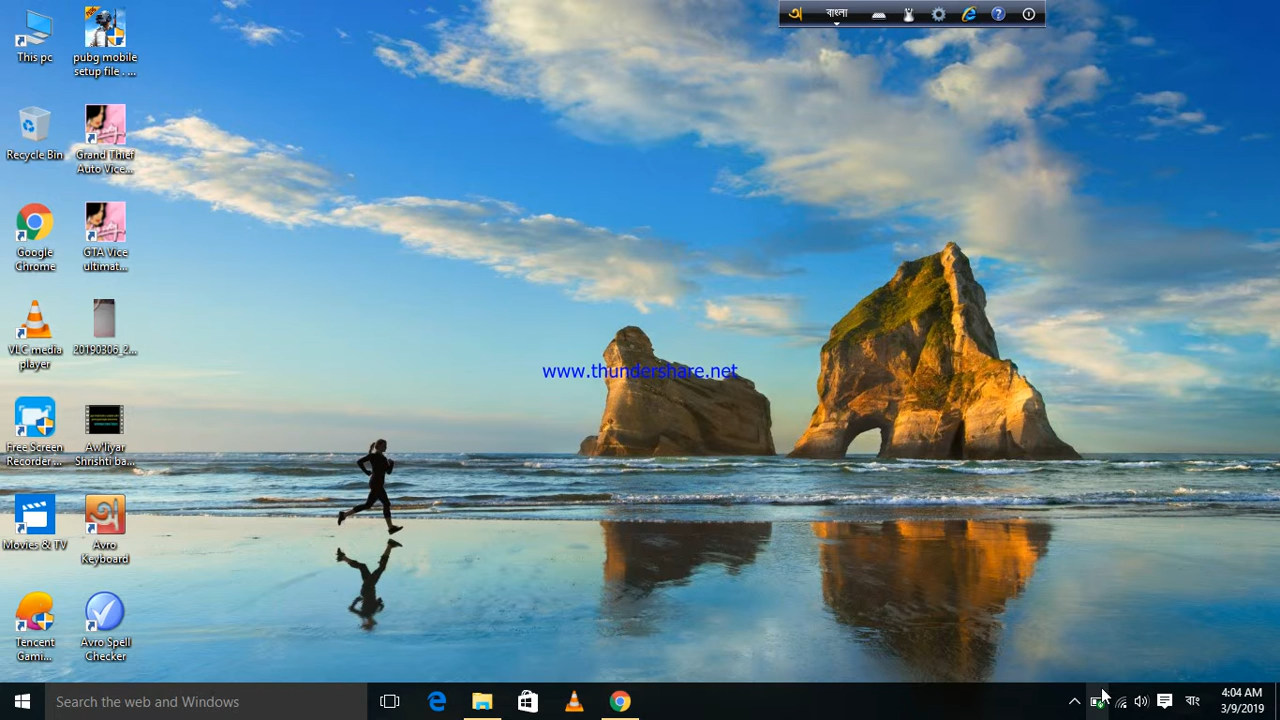 বাংলা
This pc
pubg mobile
setup file . ...
Recycle Bin
Grand Thief
Auto Vice...
Google
Chrome
GTA Vice
ultimat...
VLC media
player
20190306_2...
www.thundershare.net
Free Screen
Recorder ...
Aw'liyar
Shrishti ba...
Movies & TV
Avro
Keyboard
Tencent
Gami...
Avro Spell
Checker
Search the web and Windows
বাং
4:04 AM
3/9/2019